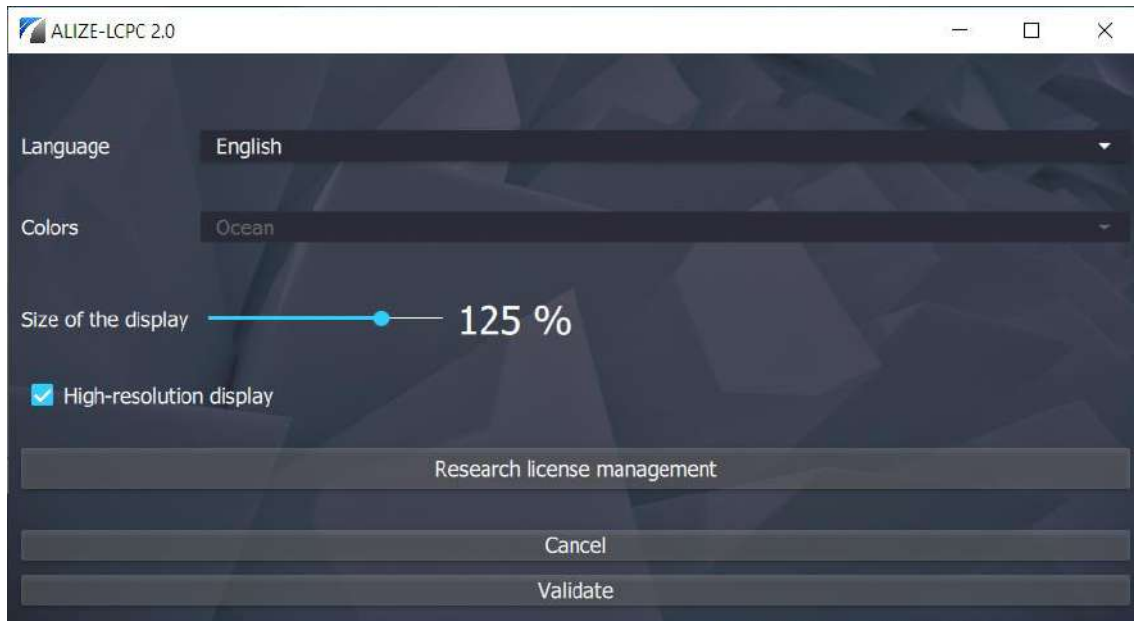 ALIZE-LCPC 2.0
Language English
Colors Ocean
Size of the display 125 %
High-resolution display
Research license management
Cancel
Validate